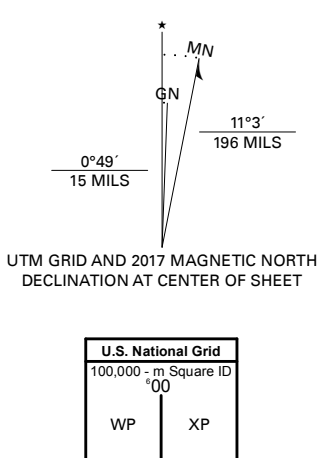 ★
MN
GN
11°3´
196 MILS
0°49´
15 MILS
UTM GRID AND 2017 MAGNETIC NORTH
DECLINATION AT CENTER OF SHEET
U.S. National Grid
100,000 - m Square ID
⁶00
WP XP